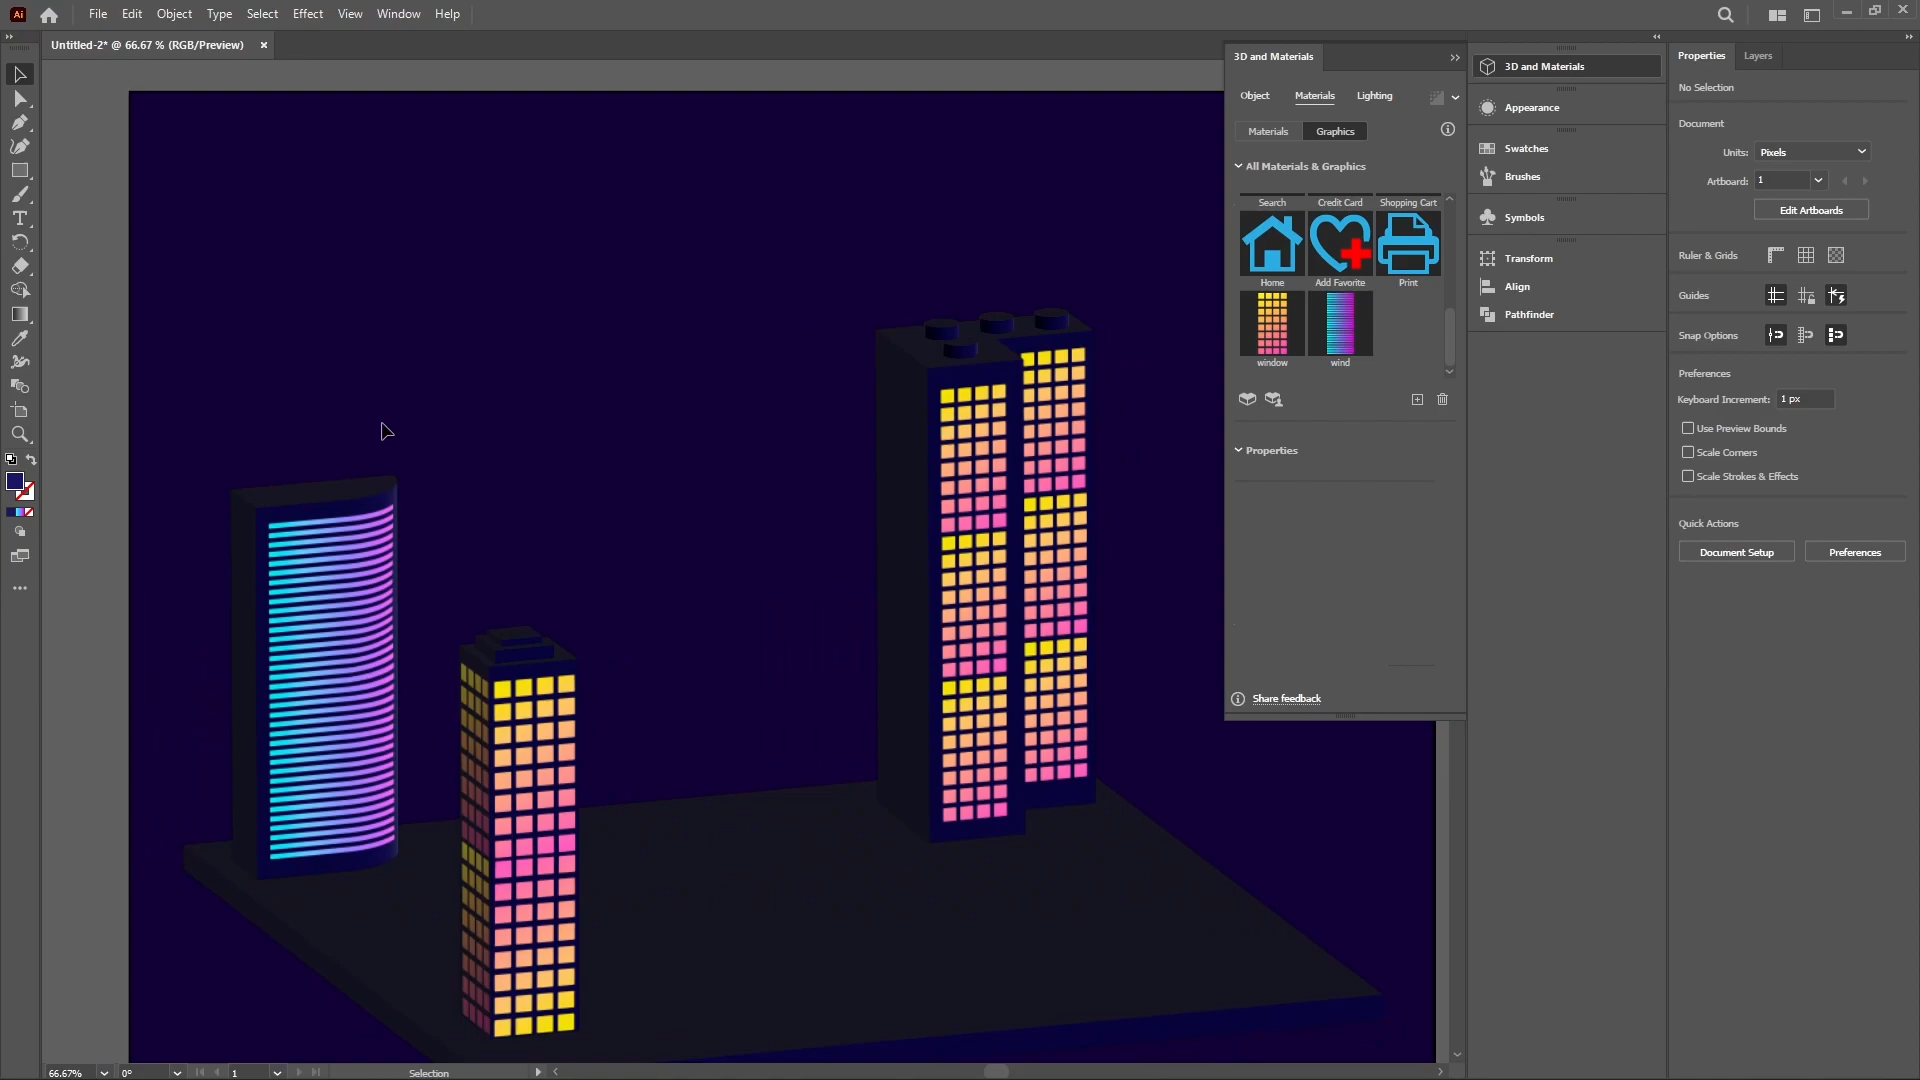 Ai File Edit Object Type Select Effect View Window Help
Untitled-2* @ 66.67 % (RGB/Preview)
3D and Materials
Object Materials Lighting
Materials Graphics
All Materials & Graphics
Search Credit Card Shopping Cart
Home Add Favorite Print
window wind
Properties
Share feedback
3D and Materials
Appearance
Swatches
Brushes
Symbols
Transform
Align
Pathfinder
Properties Layers
No Selection
Document
Units: Pixels
Artboard: 1
Edit Artboards
Ruler & Grids
Guides
Snap Options
Preferences
Keyboard Increment: 1 px
Use Preview Bounds
Scale Corners
Scale Strokes & Effects
Quick Actions
Document Setup Preferences
66.67% 0° 1 Selection